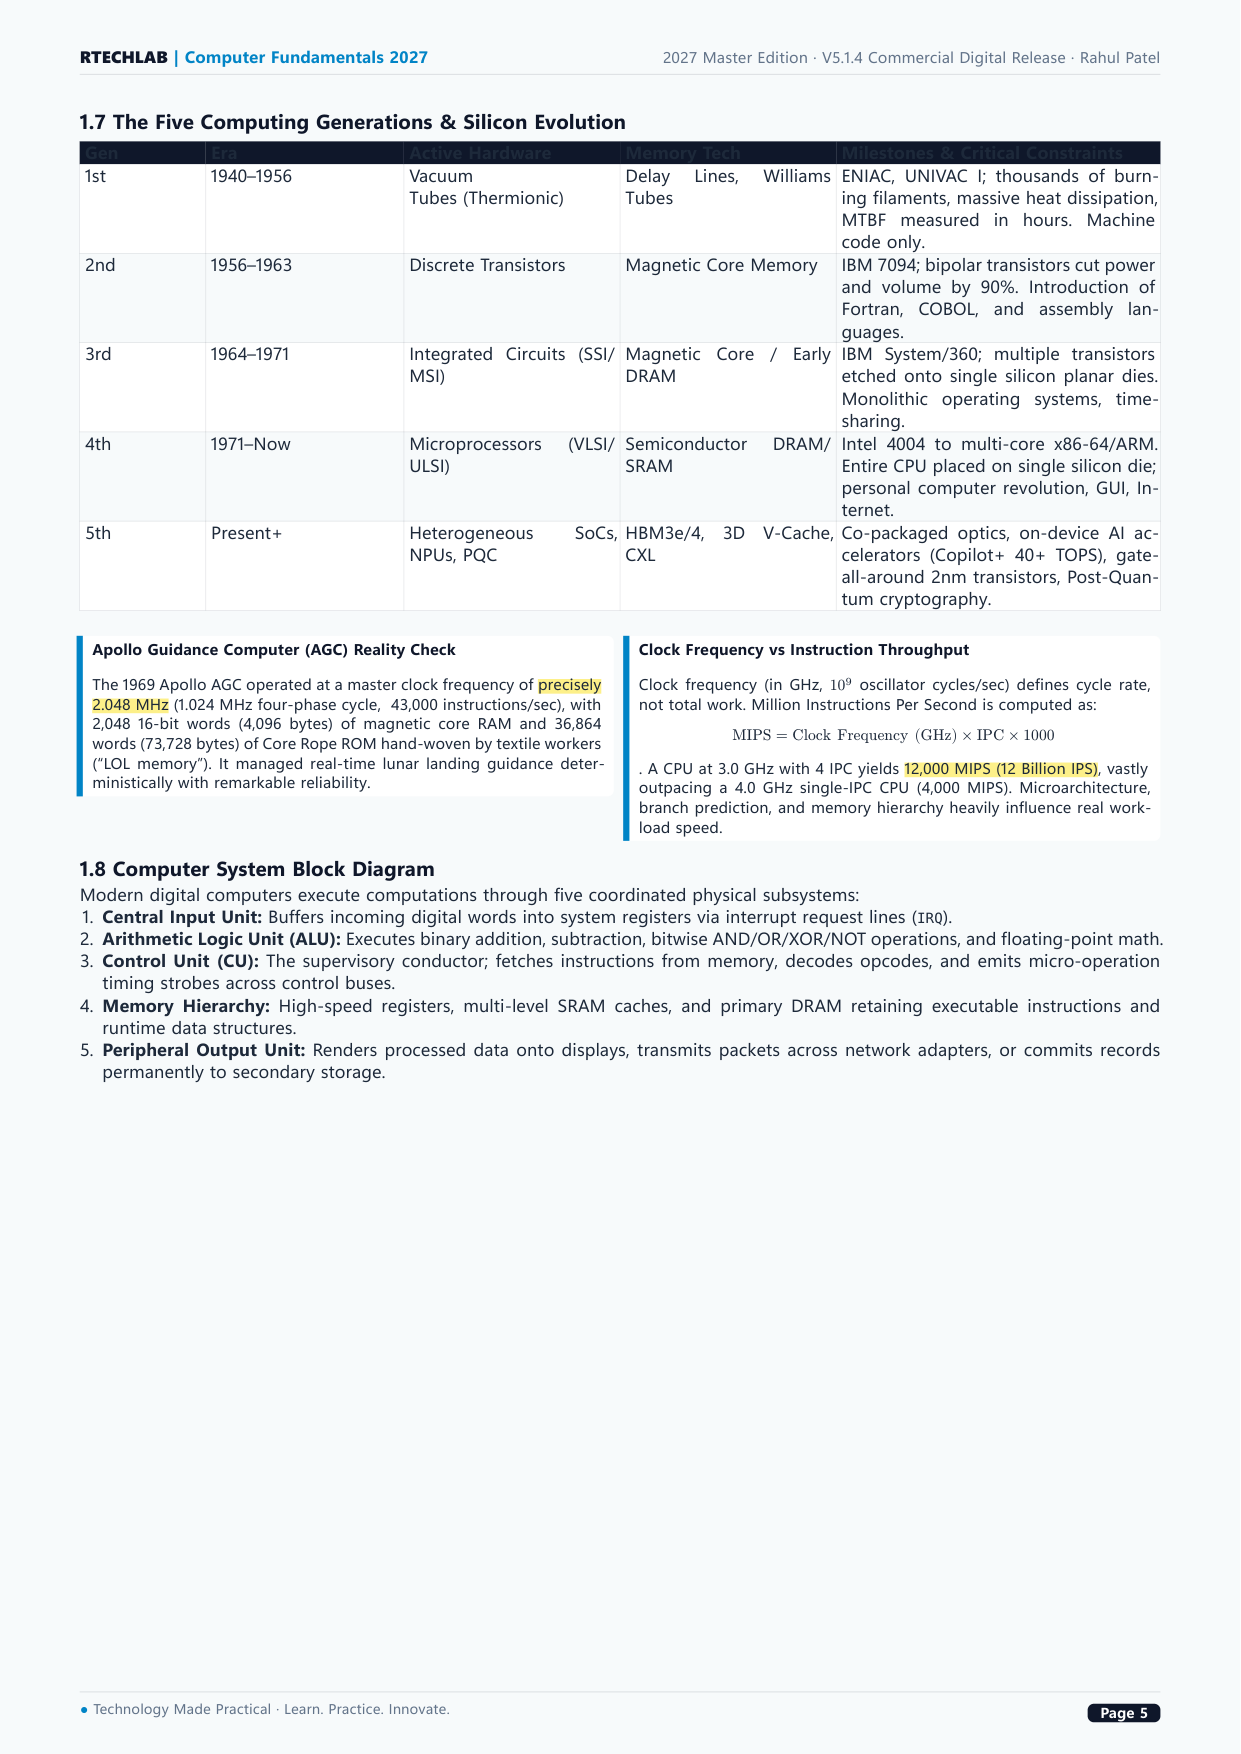 RTECHLAB | Computer Fundamentals 2027
2027 Master Edition · V5.1.4 Commercial Digital Release · Rahul Patel
1.7 The Five Computing Generations & Silicon Evolution
Gen Era Active Hardware Memory Tech Milestones & Critical Constraints
1st
1940–1956
Vacuum
Tubes (Thermionic)
Delay Lines, Williams
Tubes
ENIAC, UNIVAC I; thousands of burn-
ing filaments, massive heat dissipation,
MTBF measured in hours. Machine
code only.
2nd
1956–1963
Discrete Transistors
Magnetic Core Memory
IBM 7094; bipolar transistors cut power
and volume by 90%. Introduction of
Fortran, COBOL, and assembly lan-
guages.
3rd
1964–1971
Integrated Circuits (SSI/
MSI)
Magnetic Core / Early
DRAM
IBM System/360; multiple transistors
etched onto single silicon planar dies.
Monolithic operating systems, time-
sharing.
4th
1971–Now
Microprocessors (VLSI/
ULSI)
Semiconductor DRAM/
SRAM
Intel 4004 to multi-core x86-64/ARM.
Entire CPU placed on single silicon die;
personal computer revolution, GUI, In-
ternet.
5th
Present+
Heterogeneous SoCs,
NPUs, PQC
HBM3e/4, 3D V-Cache,
CXL
Co-packaged optics, on-device AI ac-
celerators (Copilot+ 40+ TOPS), gate-
all-around 2nm transistors, Post-Quan-
tum cryptography.
Apollo Guidance Computer (AGC) Reality Check
The 1969 Apollo AGC operated at a master clock frequency of precisely
2.048 MHz (1.024 MHz four-phase cycle, 43,000 instructions/sec), with
2,048 16-bit words (4,096 bytes) of magnetic core RAM and 36,864
words (73,728 bytes) of Core Rope ROM hand-woven by textile workers
(“LOL memory”). It managed real-time lunar landing guidance deter-
ministically with remarkable reliability.
Clock Frequency vs Instruction Throughput
Clock frequency (in GHz, 10⁹ oscillator cycles/sec) defines cycle rate,
not total work. Million Instructions Per Second is computed as:
MIPS = Clock Frequency (GHz) × IPC × 1000
. A CPU at 3.0 GHz with 4 IPC yields 12,000 MIPS (12 Billion IPS), vastly
outpacing a 4.0 GHz single-IPC CPU (4,000 MIPS). Microarchitecture,
branch prediction, and memory hierarchy heavily influence real work-
load speed.
1.8 Computer System Block Diagram
Modern digital computers execute computations through five coordinated physical subsystems:
1. Central Input Unit: Buffers incoming digital words into system registers via interrupt request lines (IRQ).
2. Arithmetic Logic Unit (ALU): Executes binary addition, subtraction, bitwise AND/OR/XOR/NOT operations, and floating-point math.
3. Control Unit (CU): The supervisory conductor; fetches instructions from memory, decodes opcodes, and emits micro-operation
timing strobes across control buses.
4. Memory Hierarchy: High-speed registers, multi-level SRAM caches, and primary DRAM retaining executable instructions and
runtime data structures.
5. Peripheral Output Unit: Renders processed data onto displays, transmits packets across network adapters, or commits records
permanently to secondary storage.
● Technology Made Practical · Learn. Practice. Innovate.
Page 5